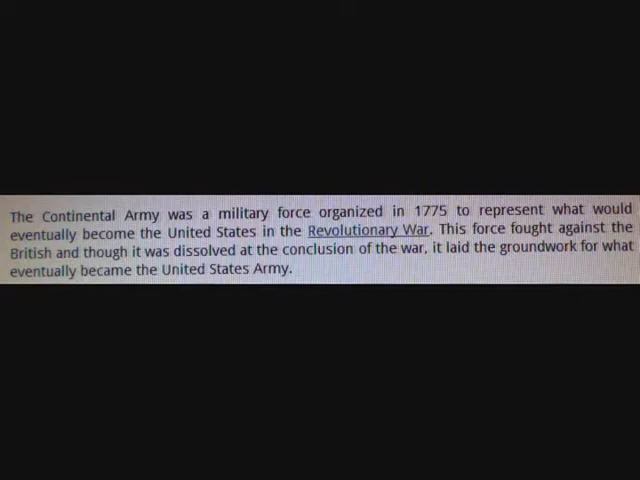 The Continental Army was a military force organized in 1775 to represent what would
eventually become the United States in the Revolutionary War. This force fought against the
British and though it was dissolved at the conclusion of the war, it laid the groundwork for what
eventually became the United States Army.